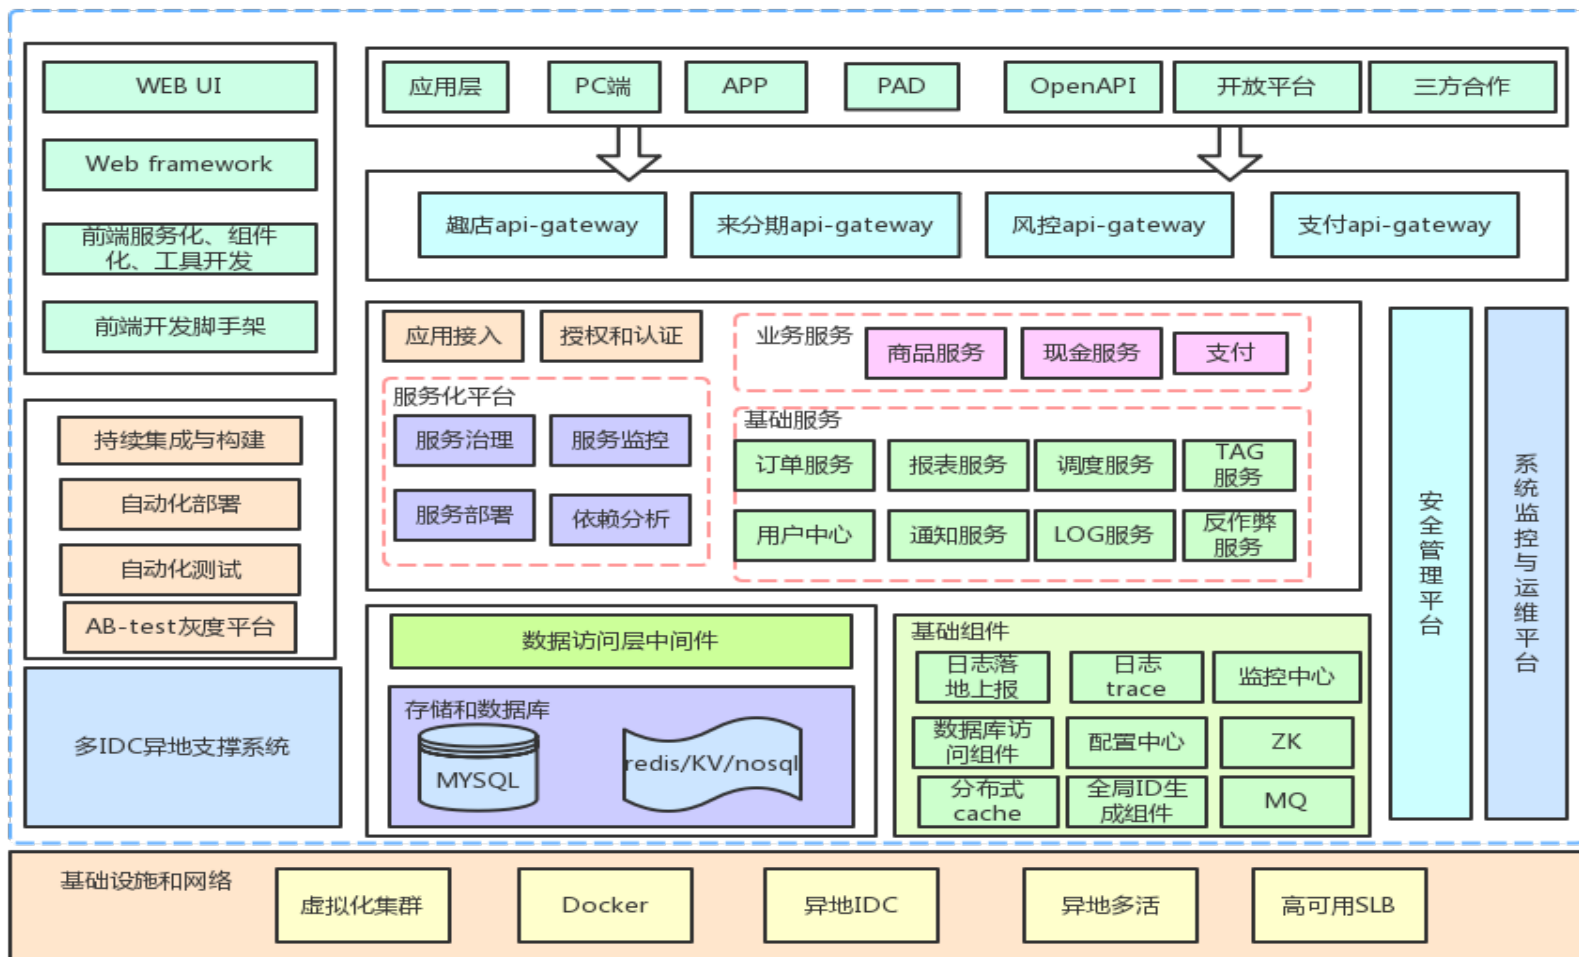 WEB UI
Web framework
前端服务化、组件
化、工具开发
前端开发脚手架
应用层
PC端
APP
PAD
OpenAPI
开放平台
三方合作
趣店api-gateway
来分期api-gateway
风控api-gateway
支付api-gateway
应用接入
授权和认证
业务服务
商品服务
现金服务
支付
服务化平台
服务治理
服务监控
服务部署
依赖分析
基础服务
订单服务
报表服务
调度服务
TAG
服务
用户中心
通知服务
LOG服务
反作弊
服务
安全管理平台
系统监控与运维平台
持续集成与构建
自动化部署
自动化测试
AB-test灰度平台
多IDC异地支撑系统
数据访问层中间件
存储和数据库
MYSQL
redis/KV/nosql
基础组件
日志落
地上报
日志
trace
监控中心
数据库访
问组件
配置中心
ZK
分布式
cache
全局ID生
成组件
MQ
基础设施和网络
虚拟化集群
Docker
异地IDC
异地多活
高可用SLB